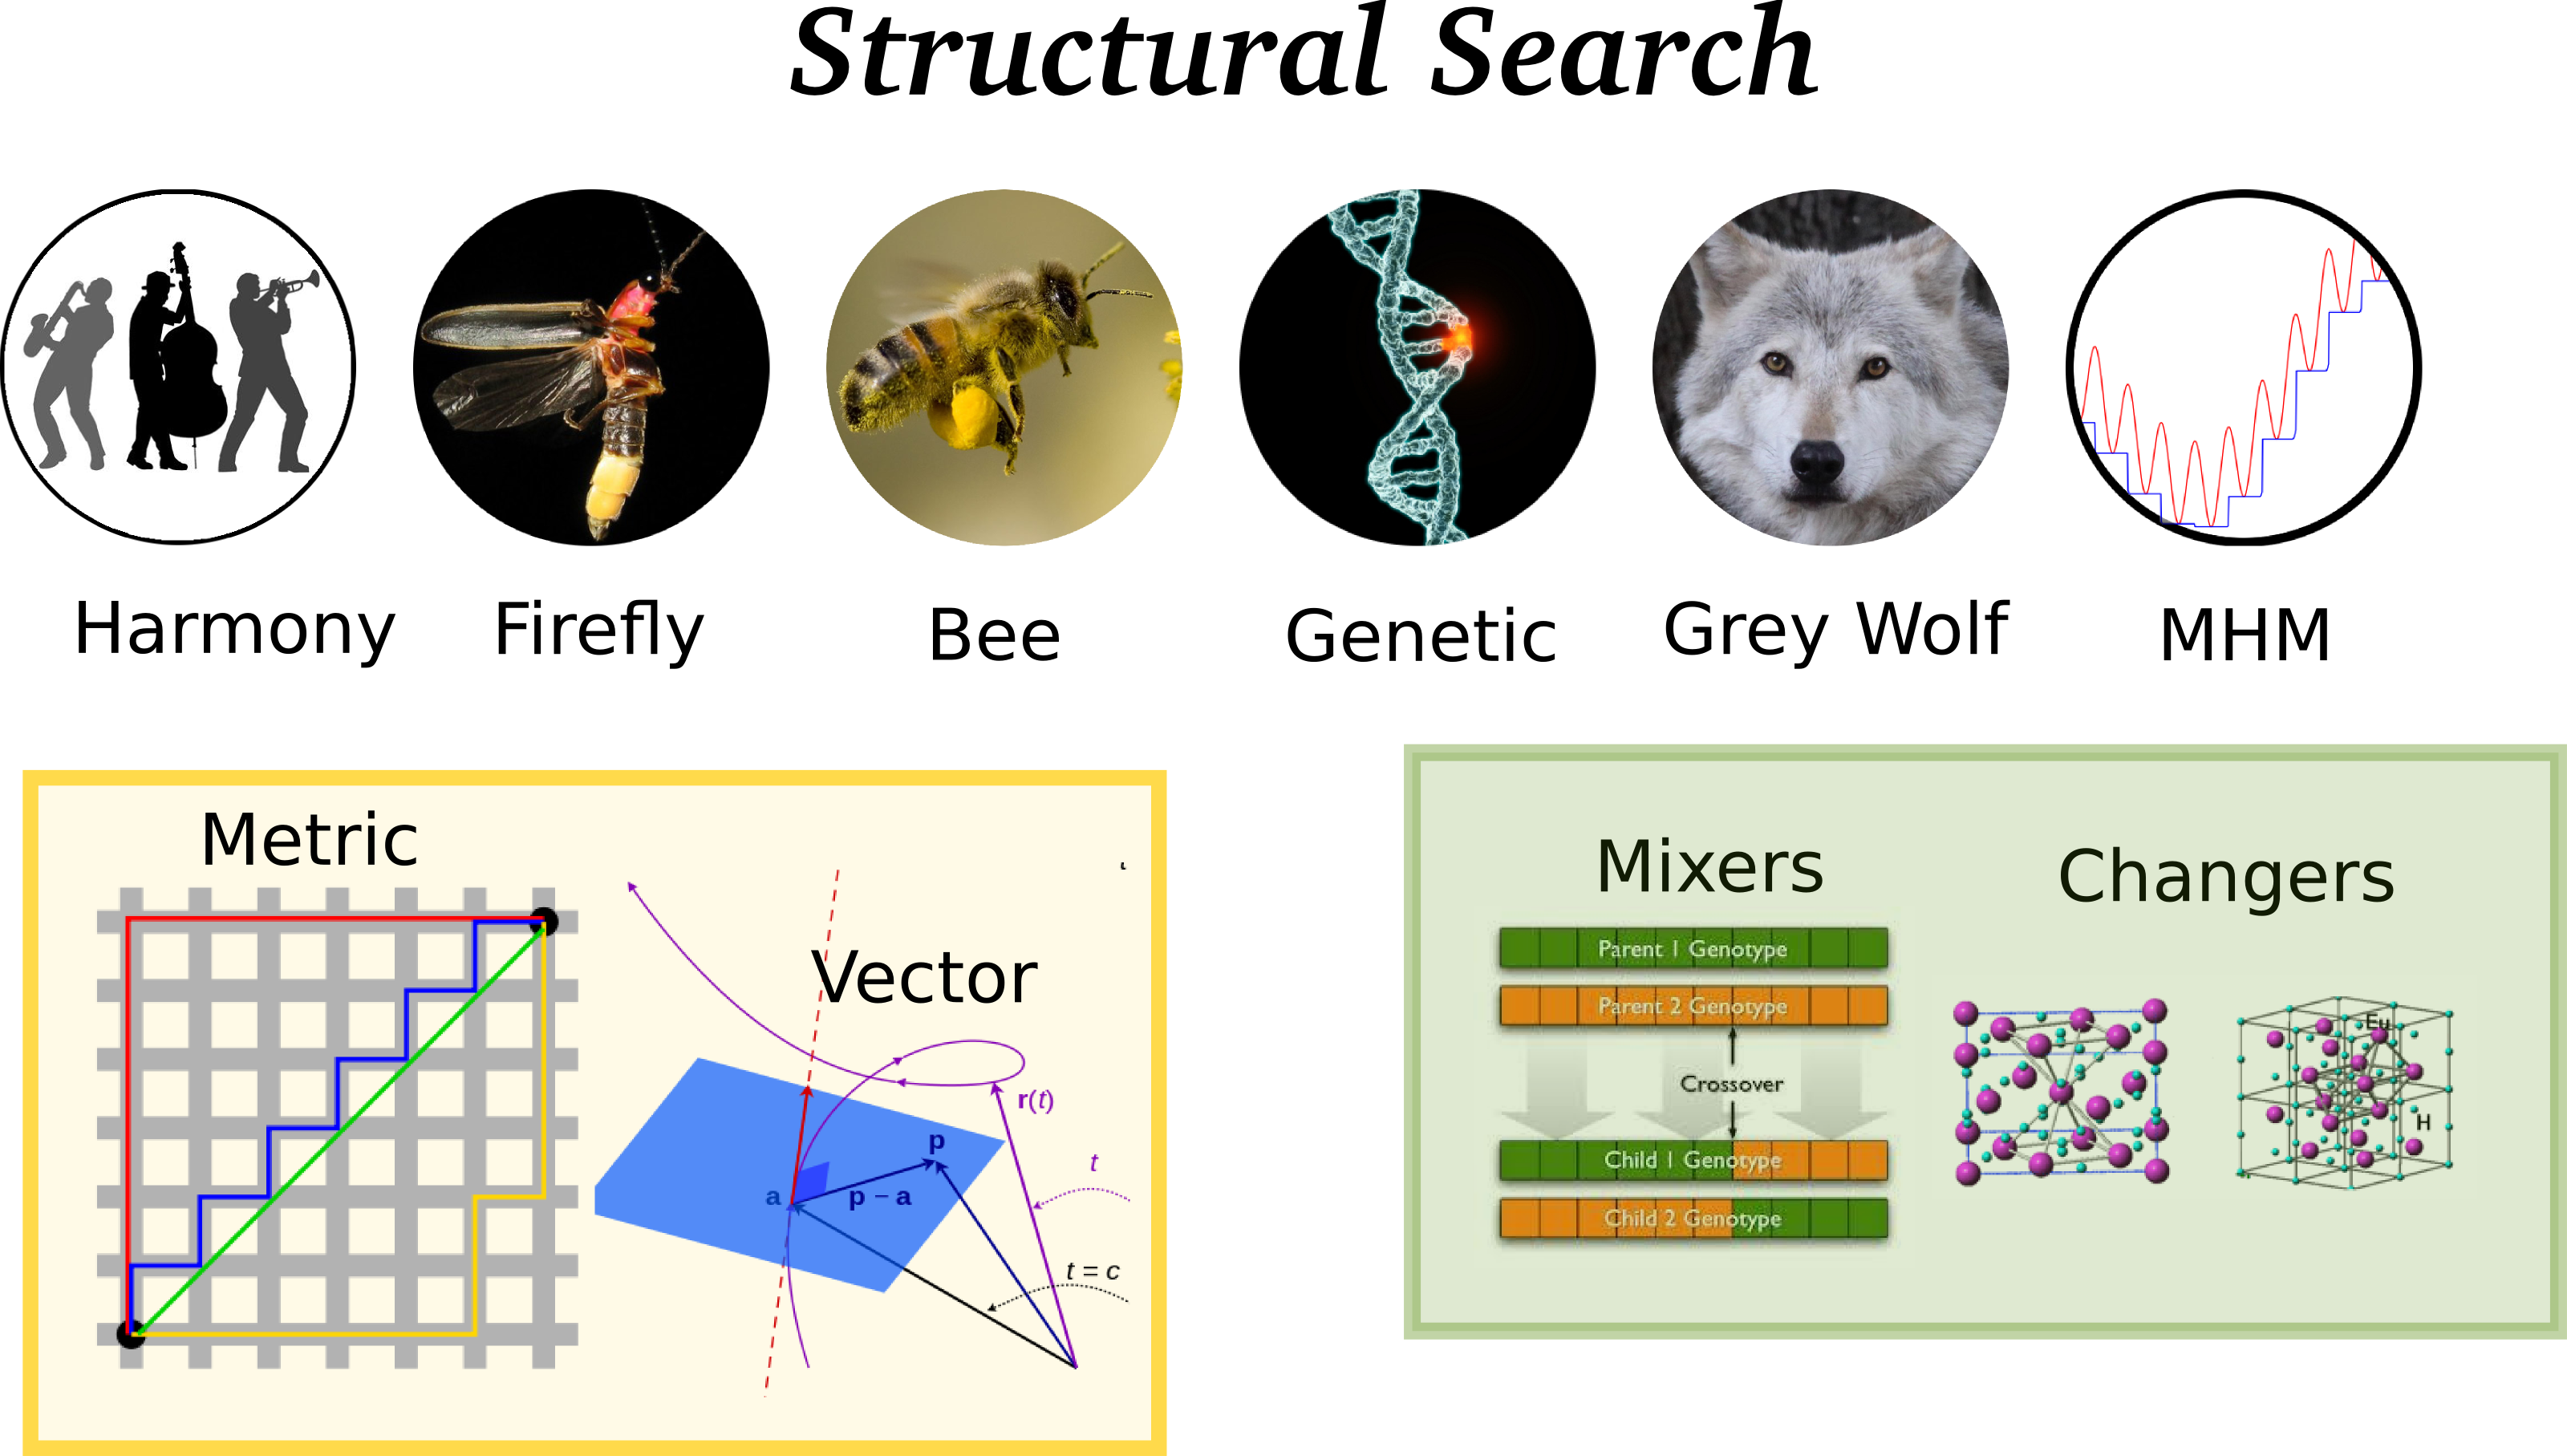 Structural Search
Harmony
Firefly
Bee
Genetic
Grey Wolf
MHM
Metric
Vector
r(t)
p
t
a
p – a
t = c
Mixers
Changers
Parent 1 Genotype
Parent 2 Genotype
Crossover
Child 1 Genotype
Child 2 Genotype
Eu
H